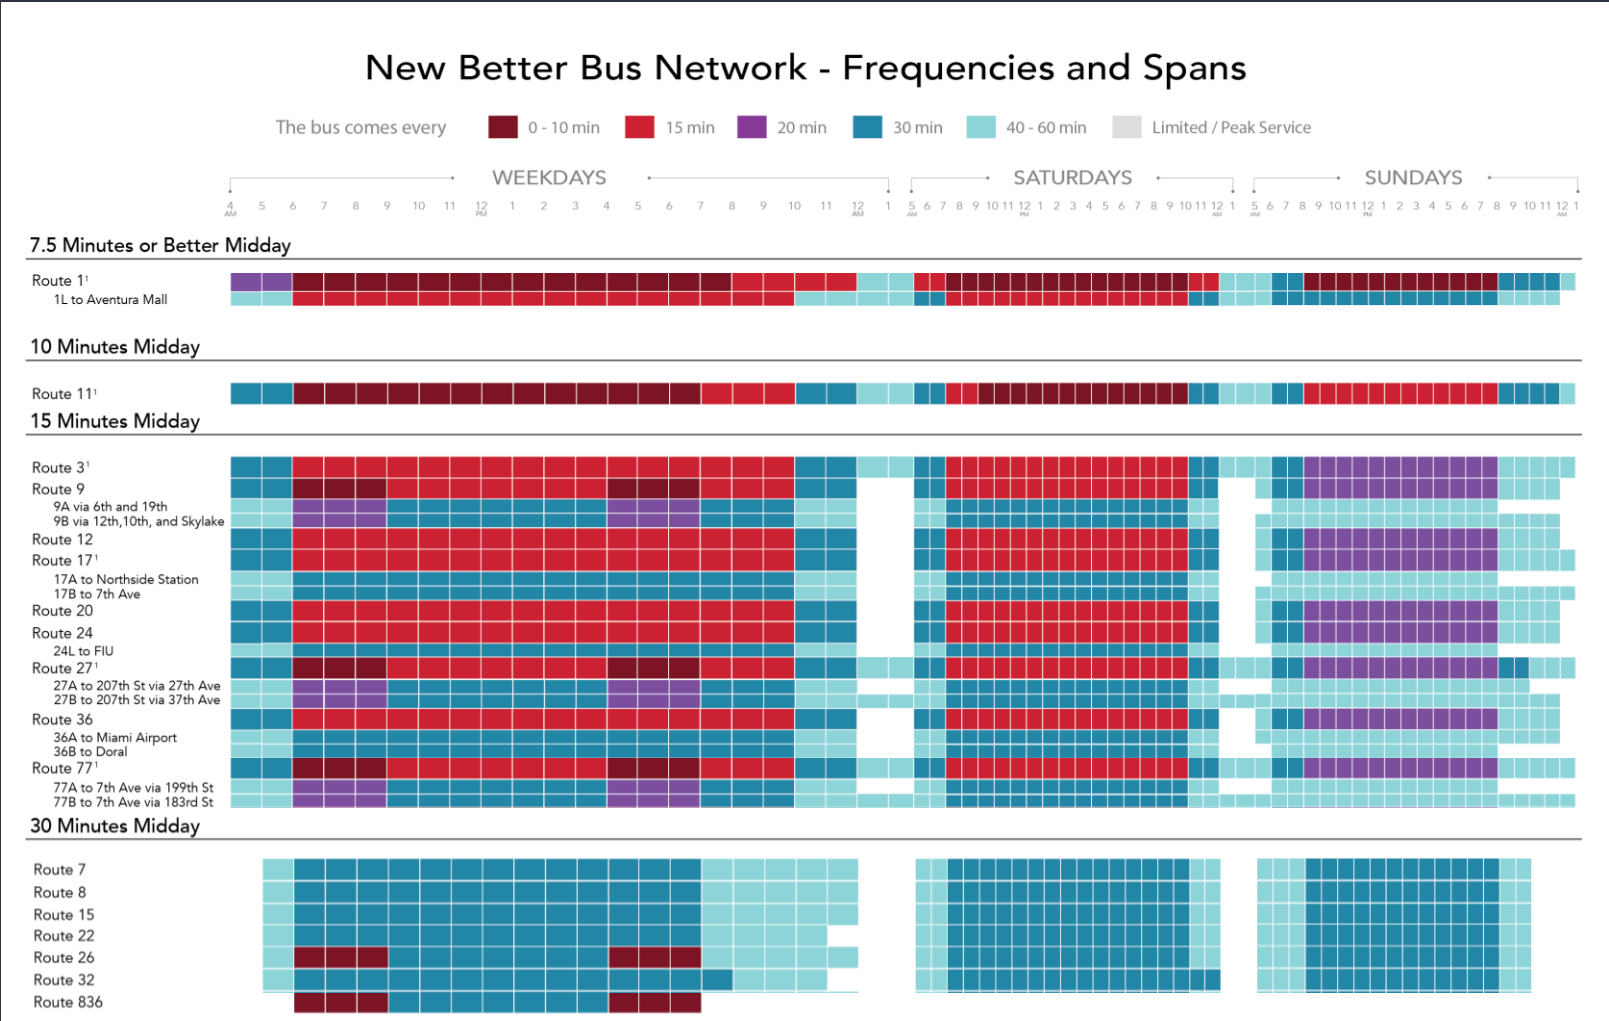 New Better Bus Network - Frequencies and Spans
The bus comes every 0 - 10 min 15 min 20 min 30 min 40 - 60 min Limited / Peak Service
WEEKDAYS SATURDAYS SUNDAYS
4 5 6 7 8 9 10 11 12 1 2 3 4 5 6 7 8 9 10 11 12 1 5 6 7 8 9 10 11 12 1 2 3 4 5 6 7 8 9 10 11 12 1 5 6 7 8 9 10 11 12 1 2 3 4 5 6 7 8 9 10 11 12 1
AM PM AM AM PM AM AM PM AM
7.5 Minutes or Better Midday
Route 1¹
1L to Aventura Mall
10 Minutes Midday
Route 11¹
15 Minutes Midday
Route 3¹
Route 9
9A via 6th and 19th
9B via 12th,10th, and Skylake
Route 12
Route 17¹
17A to Northside Station
17B to 7th Ave
Route 20
Route 24
24L to FIU
Route 27¹
27A to 207th St via 27th Ave
27B to 207th St via 37th Ave
Route 36
36A to Miami Airport
36B to Doral
Route 77¹
77A to 7th Ave via 199th St
77B to 7th Ave via 183rd St
30 Minutes Midday
Route 7
Route 8
Route 15
Route 22
Route 26
Route 32
Route 836